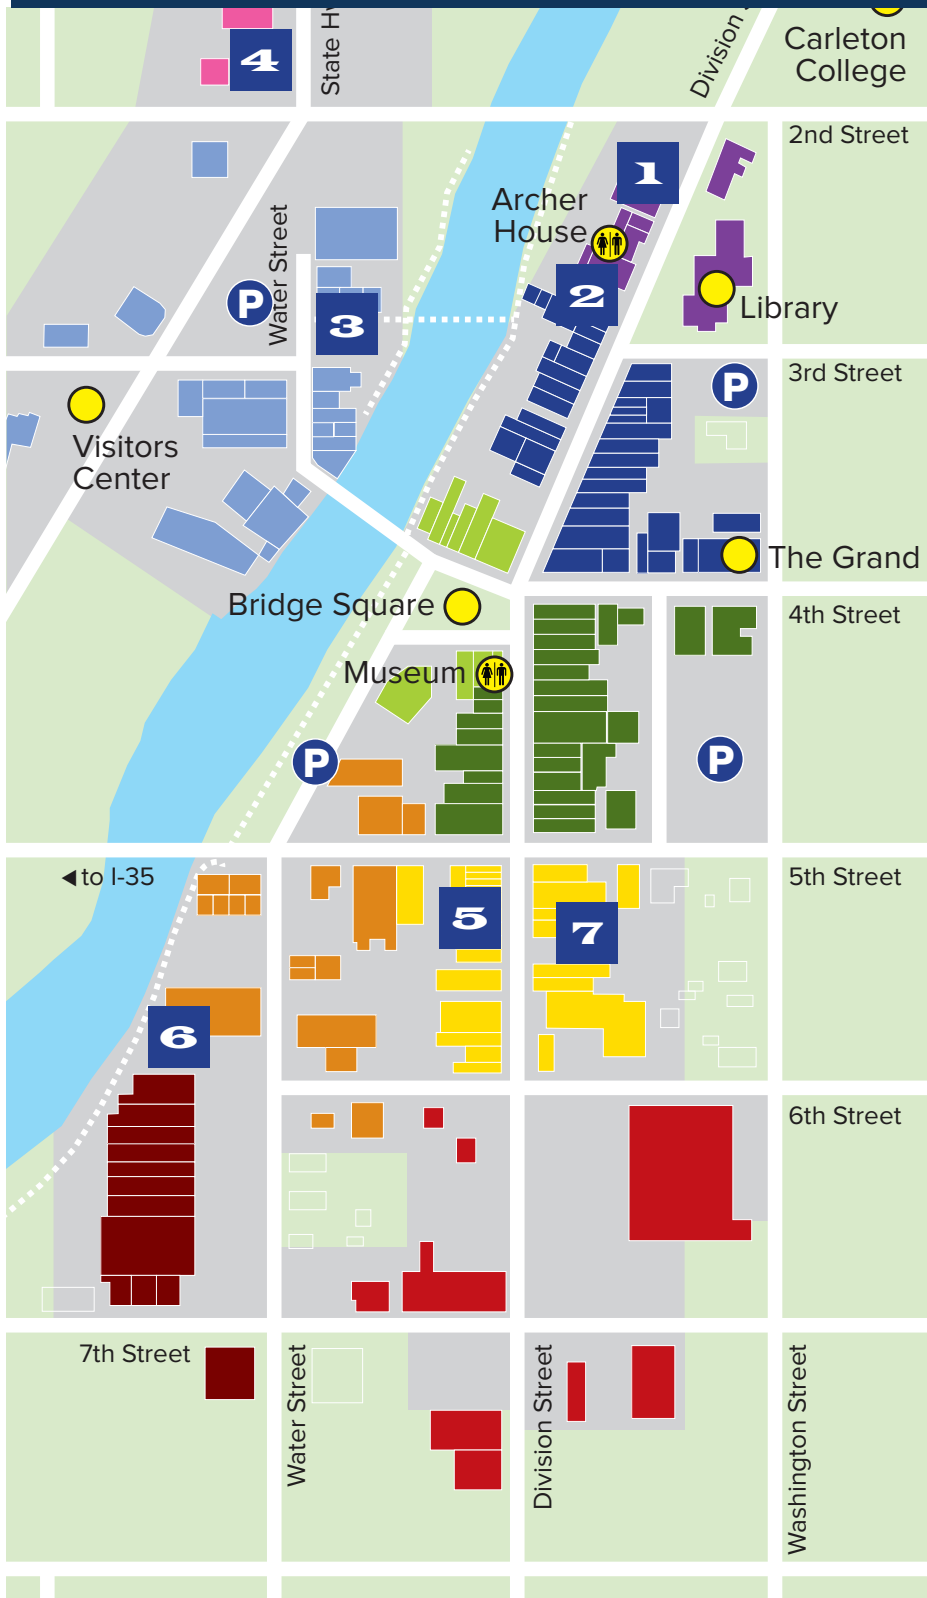 4
State H
Division
Carleton
College
2nd Street
1
Archer
House
Water Street
P
2
3
Library
3rd Street
P
Visitors
Center
The Grand
Bridge Square
4th Street
Museum
P
P
to I-35
5th Street
5
7
6
6th Street
7th Street
Water Street
Division Street
Washington Street